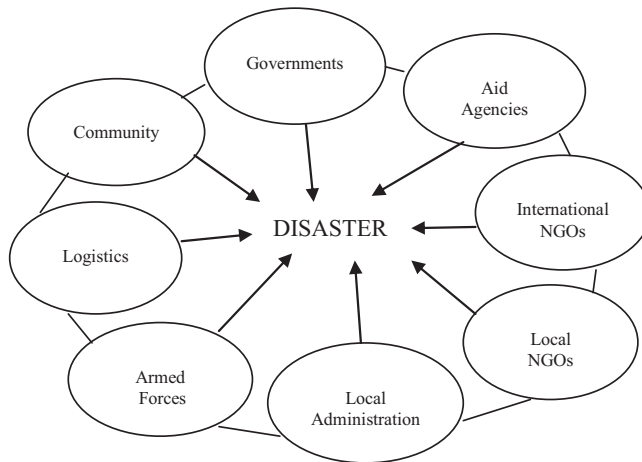 Governments
Aid
Agencies
Community
International
NGOs
DISASTER
Logistics
Local
NGOs
Armed
Forces
Local
Administration